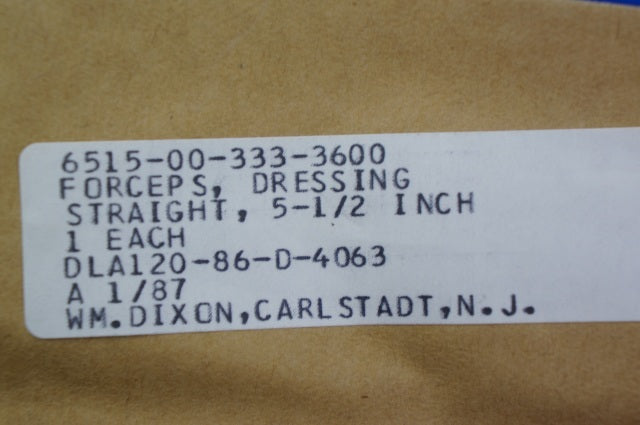 6515-00-333-3600
FORCEPS, DRESSING
STRAIGHT, 5-1/2 INCH
1 EACH
DLA120-86-D-4063
A 1/87
WM.DIXON,CARLSTADT,N.J.